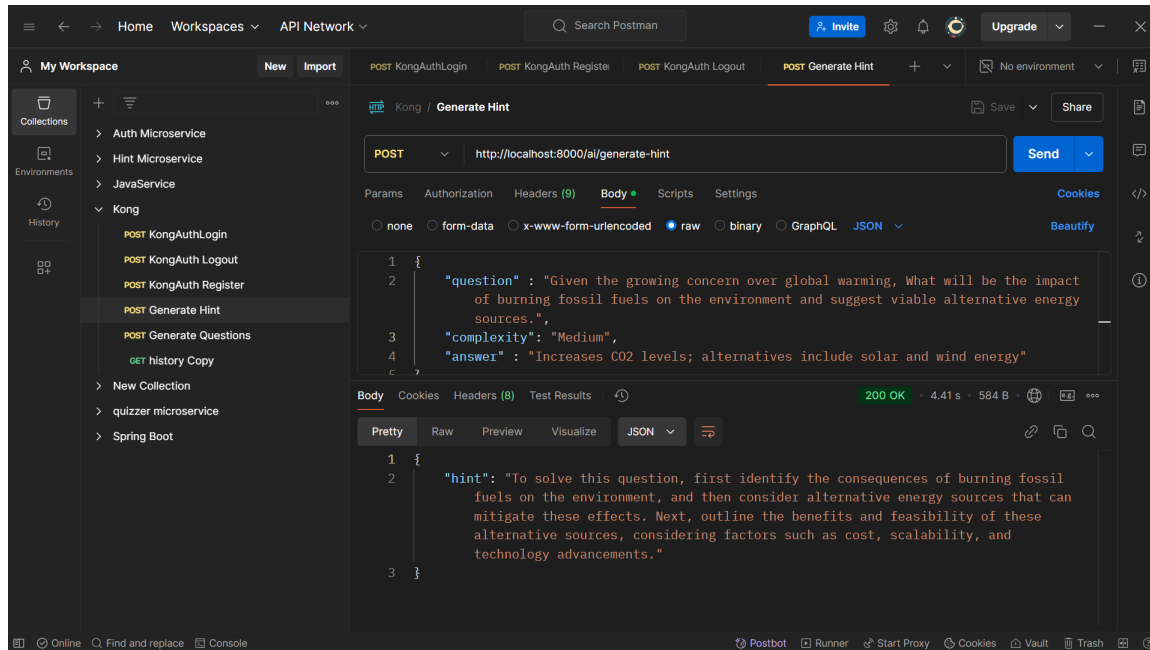 Home Workspaces API Network Search Postman Invite Upgrade
My Workspace New Import POST KongAuthLogin POST KongAuth Registe POST KongAuth Logout POST Generate Hint No environment
Collections
Environments
History
Auth Microservice
Hint Microservice
JavaService
Kong
POST KongAuthLogin
POST KongAuth Logout
POST KongAuth Register
POST Generate Hint
POST Generate Questions
GET history Copy
New Collection
quizzer microservice
Spring Boot
HTTP Kong / Generate Hint Save Share
POST http://localhost:8000/ai/generate-hint Send
Params Authorization Headers (9) Body Scripts Settings Cookies
none form-data x-www-form-urlencoded raw binary GraphQL JSON Beautify
1 {
2 "question" : "Given the growing concern over global warming, What will be the impact
of burning fossil fuels on the environment and suggest viable alternative energy
sources.",
3 "complexity": "Medium",
4 "answer" : "Increases CO2 levels; alternatives include solar and wind energy"
5 }
Body Cookies Headers (8) Test Results 200 OK 4.41 s 584 B e.g.
Pretty Raw Preview Visualize JSON
1 {
2 "hint": "To solve this question, first identify the consequences of burning fossil
fuels on the environment, and then consider alternative energy sources that can
mitigate these effects. Next, outline the benefits and feasibility of these
alternative sources, considering factors such as cost, scalability, and
technology advancements."
3 }
Online Find and replace Console Postbot Runner Start Proxy Cookies Vault Trash